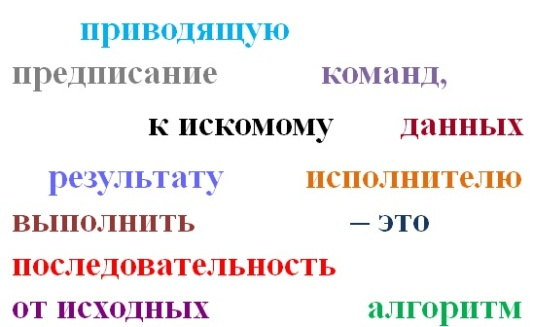 приводящую
предписание команд,
к искомому данных
результату исполнителю
выполнить – это
последовательность
от исходных алгоритм